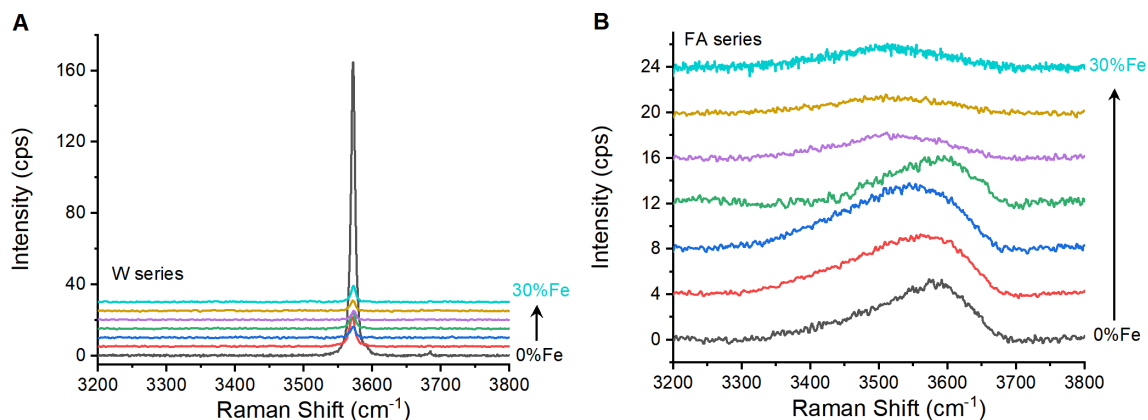 A
Intensity (cps)
160
120
80
40
0
W series
30%Fe
0%Fe
3200 3300 3400 3500 3600 3700 3800
Raman Shift (cm⁻¹)
B
Intensity (cps)
24
20
16
12
8
4
0
FA series
30%Fe
0%Fe
3200 3300 3400 3500 3600 3700 3800
Raman Shift (cm⁻¹)